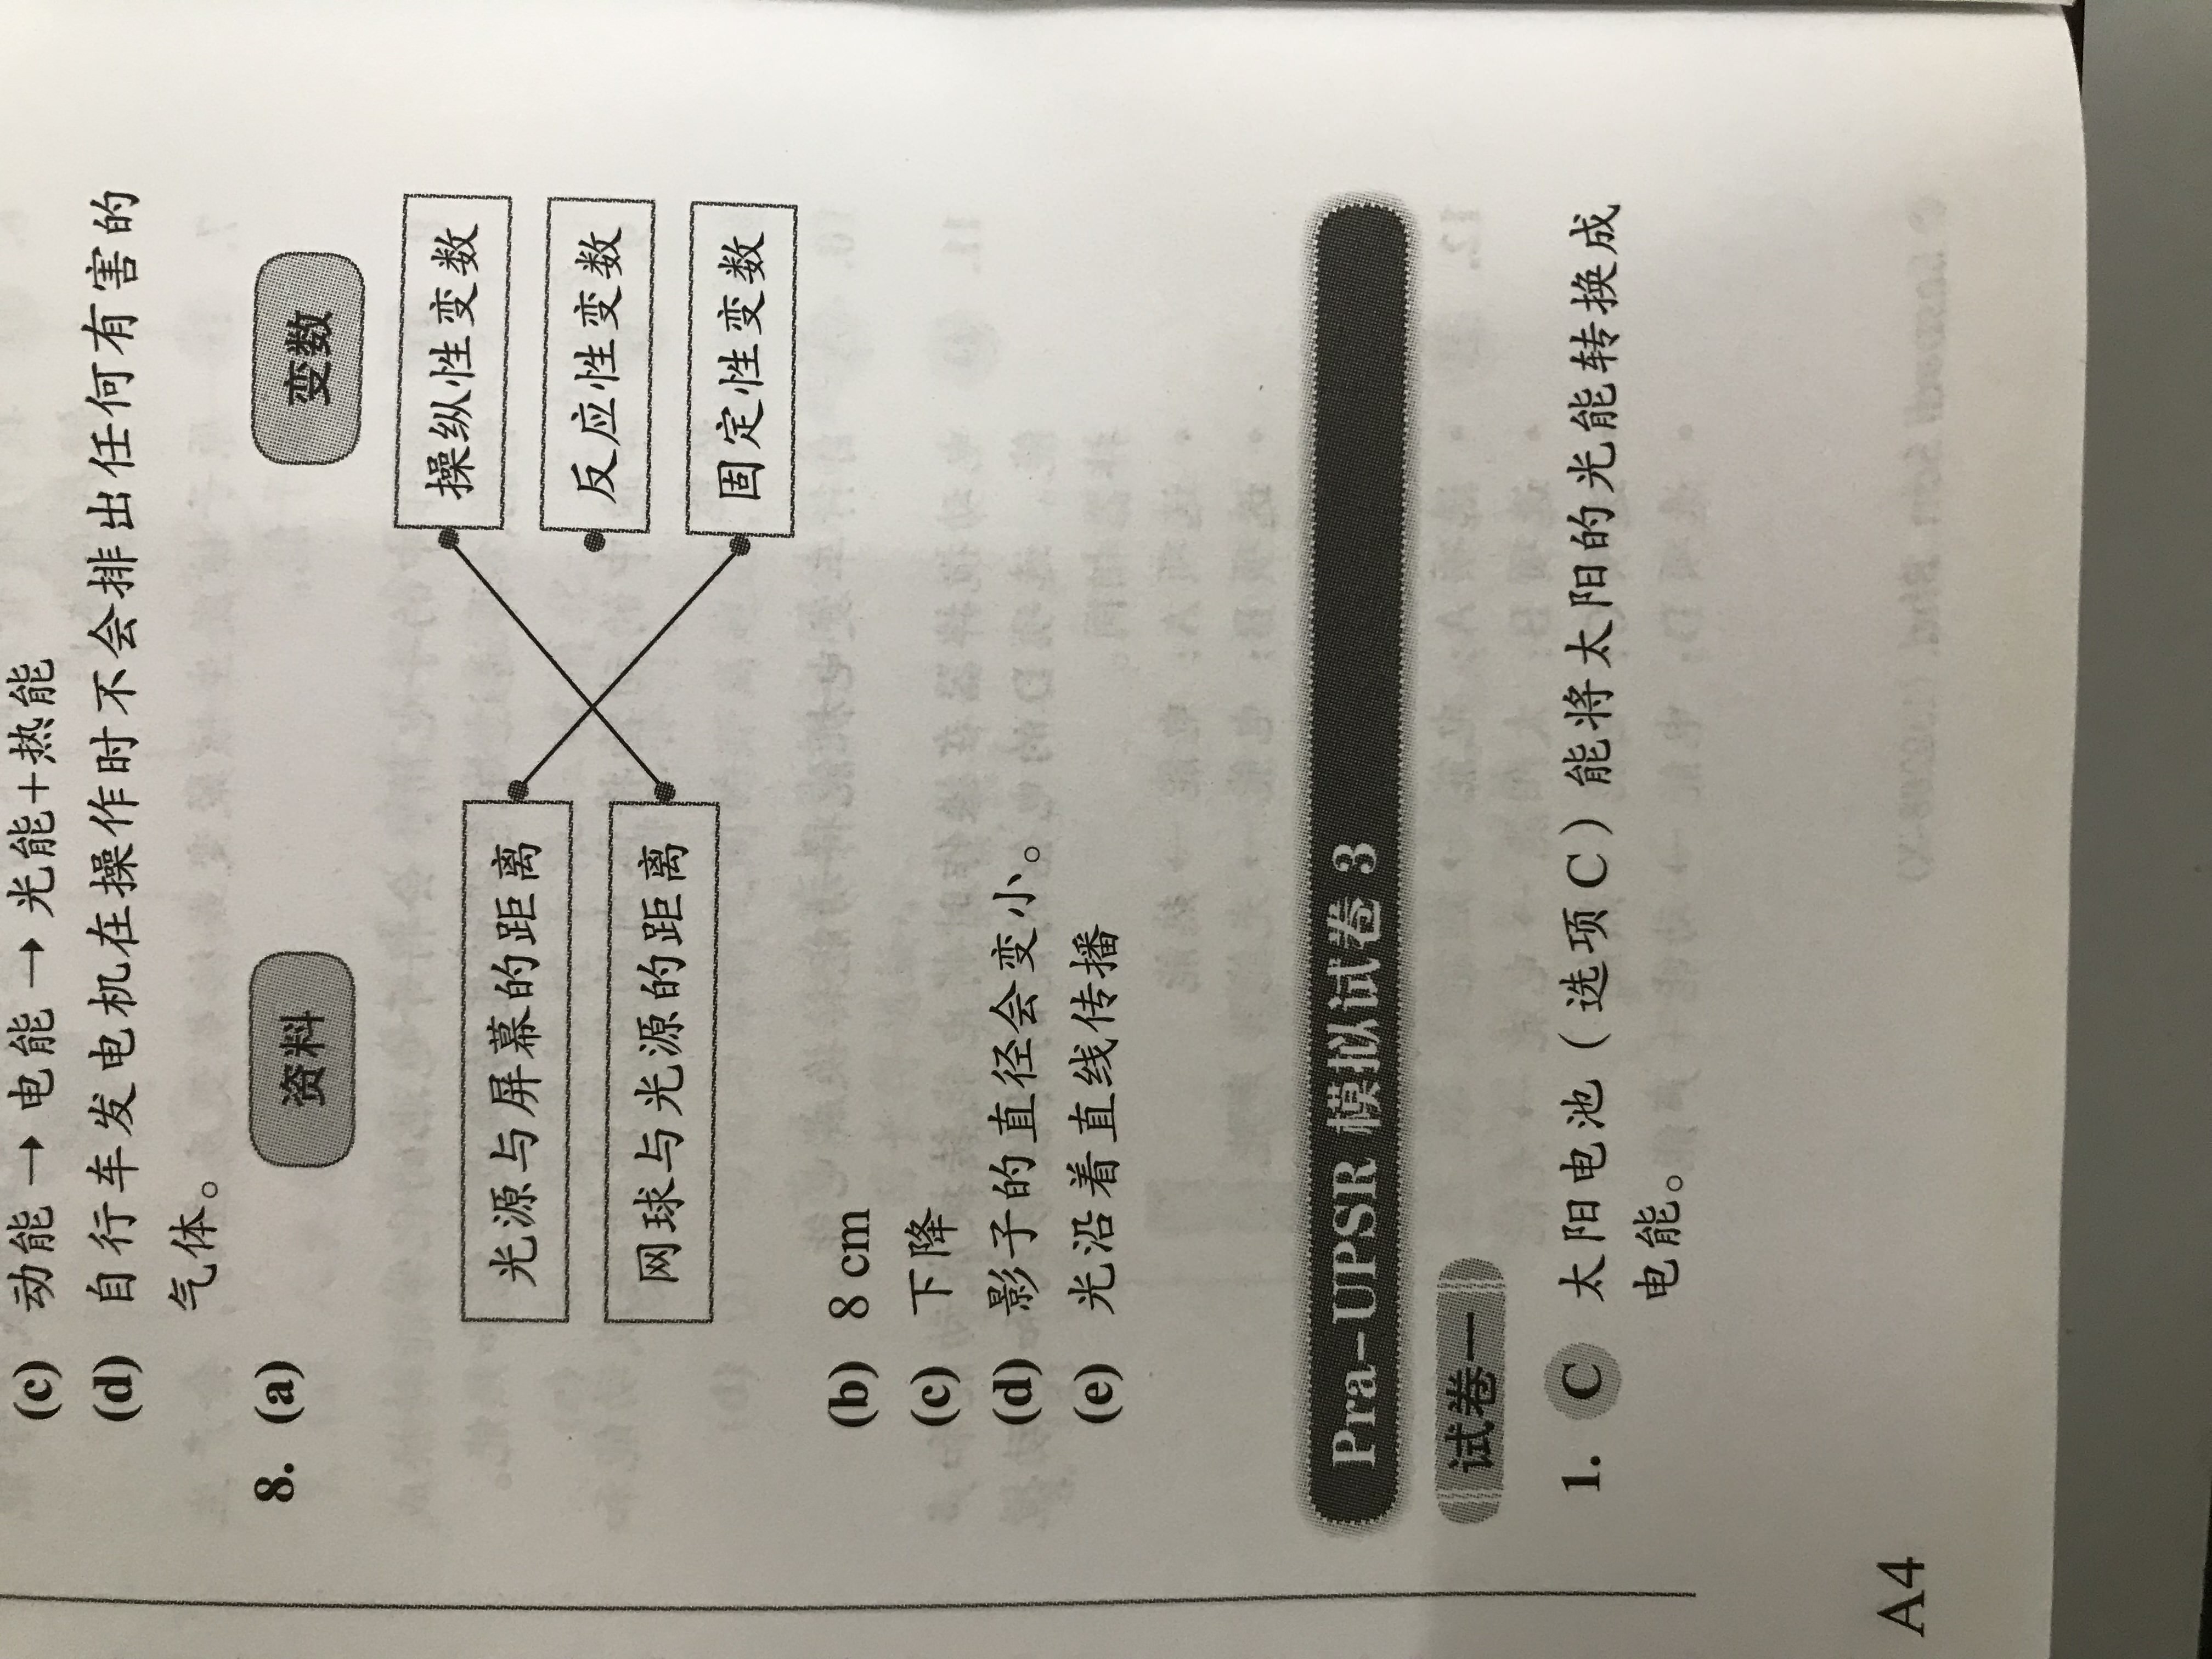 (c) 动能 → 电能 → 光能+热能
(d) 自行车发电机在操作时不会排出任何有害的
气体。
8. (a) 资料 变数
操纵性变数
光源与屏幕的距离
反应性变数
网球与光源的距离
固定性变数
(b) 8 cm
(c) 下降
(d) 影子的直径会变小。
(e) 光沿着直线传播
Pra-UPSR 模拟试卷 3
试卷一
1. C 太阳电池（选项C）能将太阳的光能转换成
电能。
A4